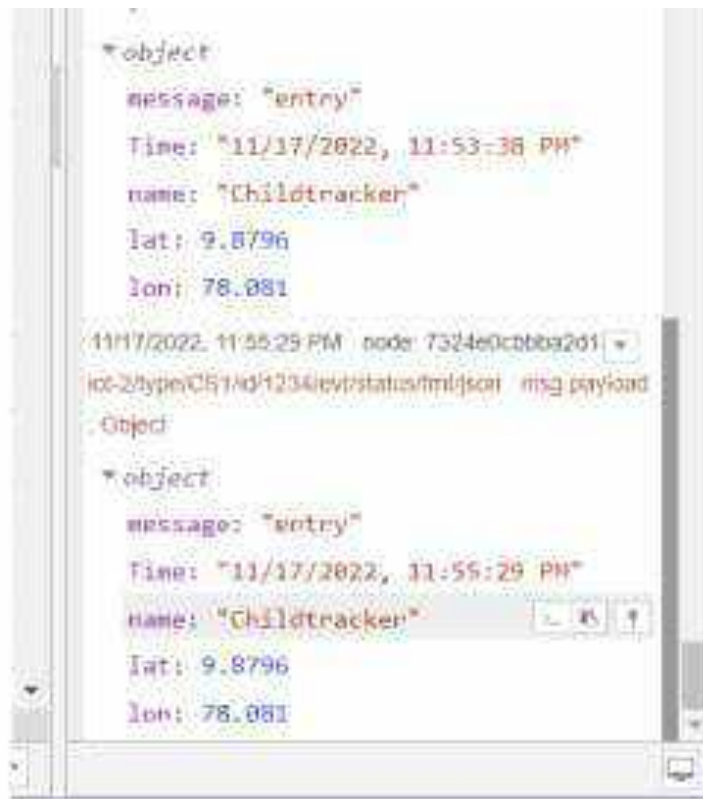 object
message: "entry"
Time: "11/17/2022, 11:53:38 PM"
name: "Childtracker"
lat: 9.8796
lon: 78.081
11/17/2022, 11:55:29 PM node: 7324e0cbbba2d1
iot-2/type/CS1/id/1234/evt/status/fmt/json msg.payload
: Object
object
message: "entry"
Time: "11/17/2022, 11:55:29 PM"
name: "Childtracker"
lat: 9.8796
lon: 78.081